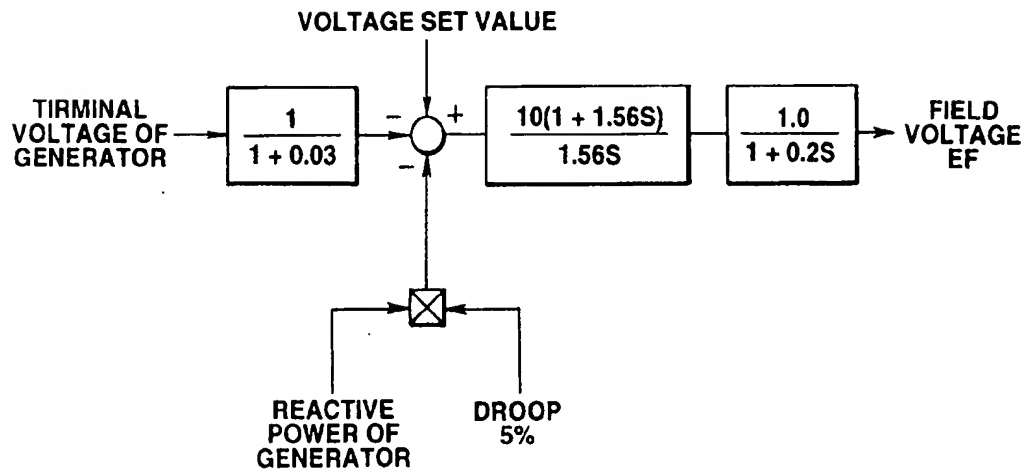 VOLTAGE SET VALUE
TIRMINAL
VOLTAGE OF
GENERATOR
1
1 + 0.03
−
+
−
10(1 + 1.56S)
1.56S
1.0
1 + 0.2S
FIELD
VOLTAGE
EF
REACTIVE
POWER OF
GENERATOR
DROOP
5%